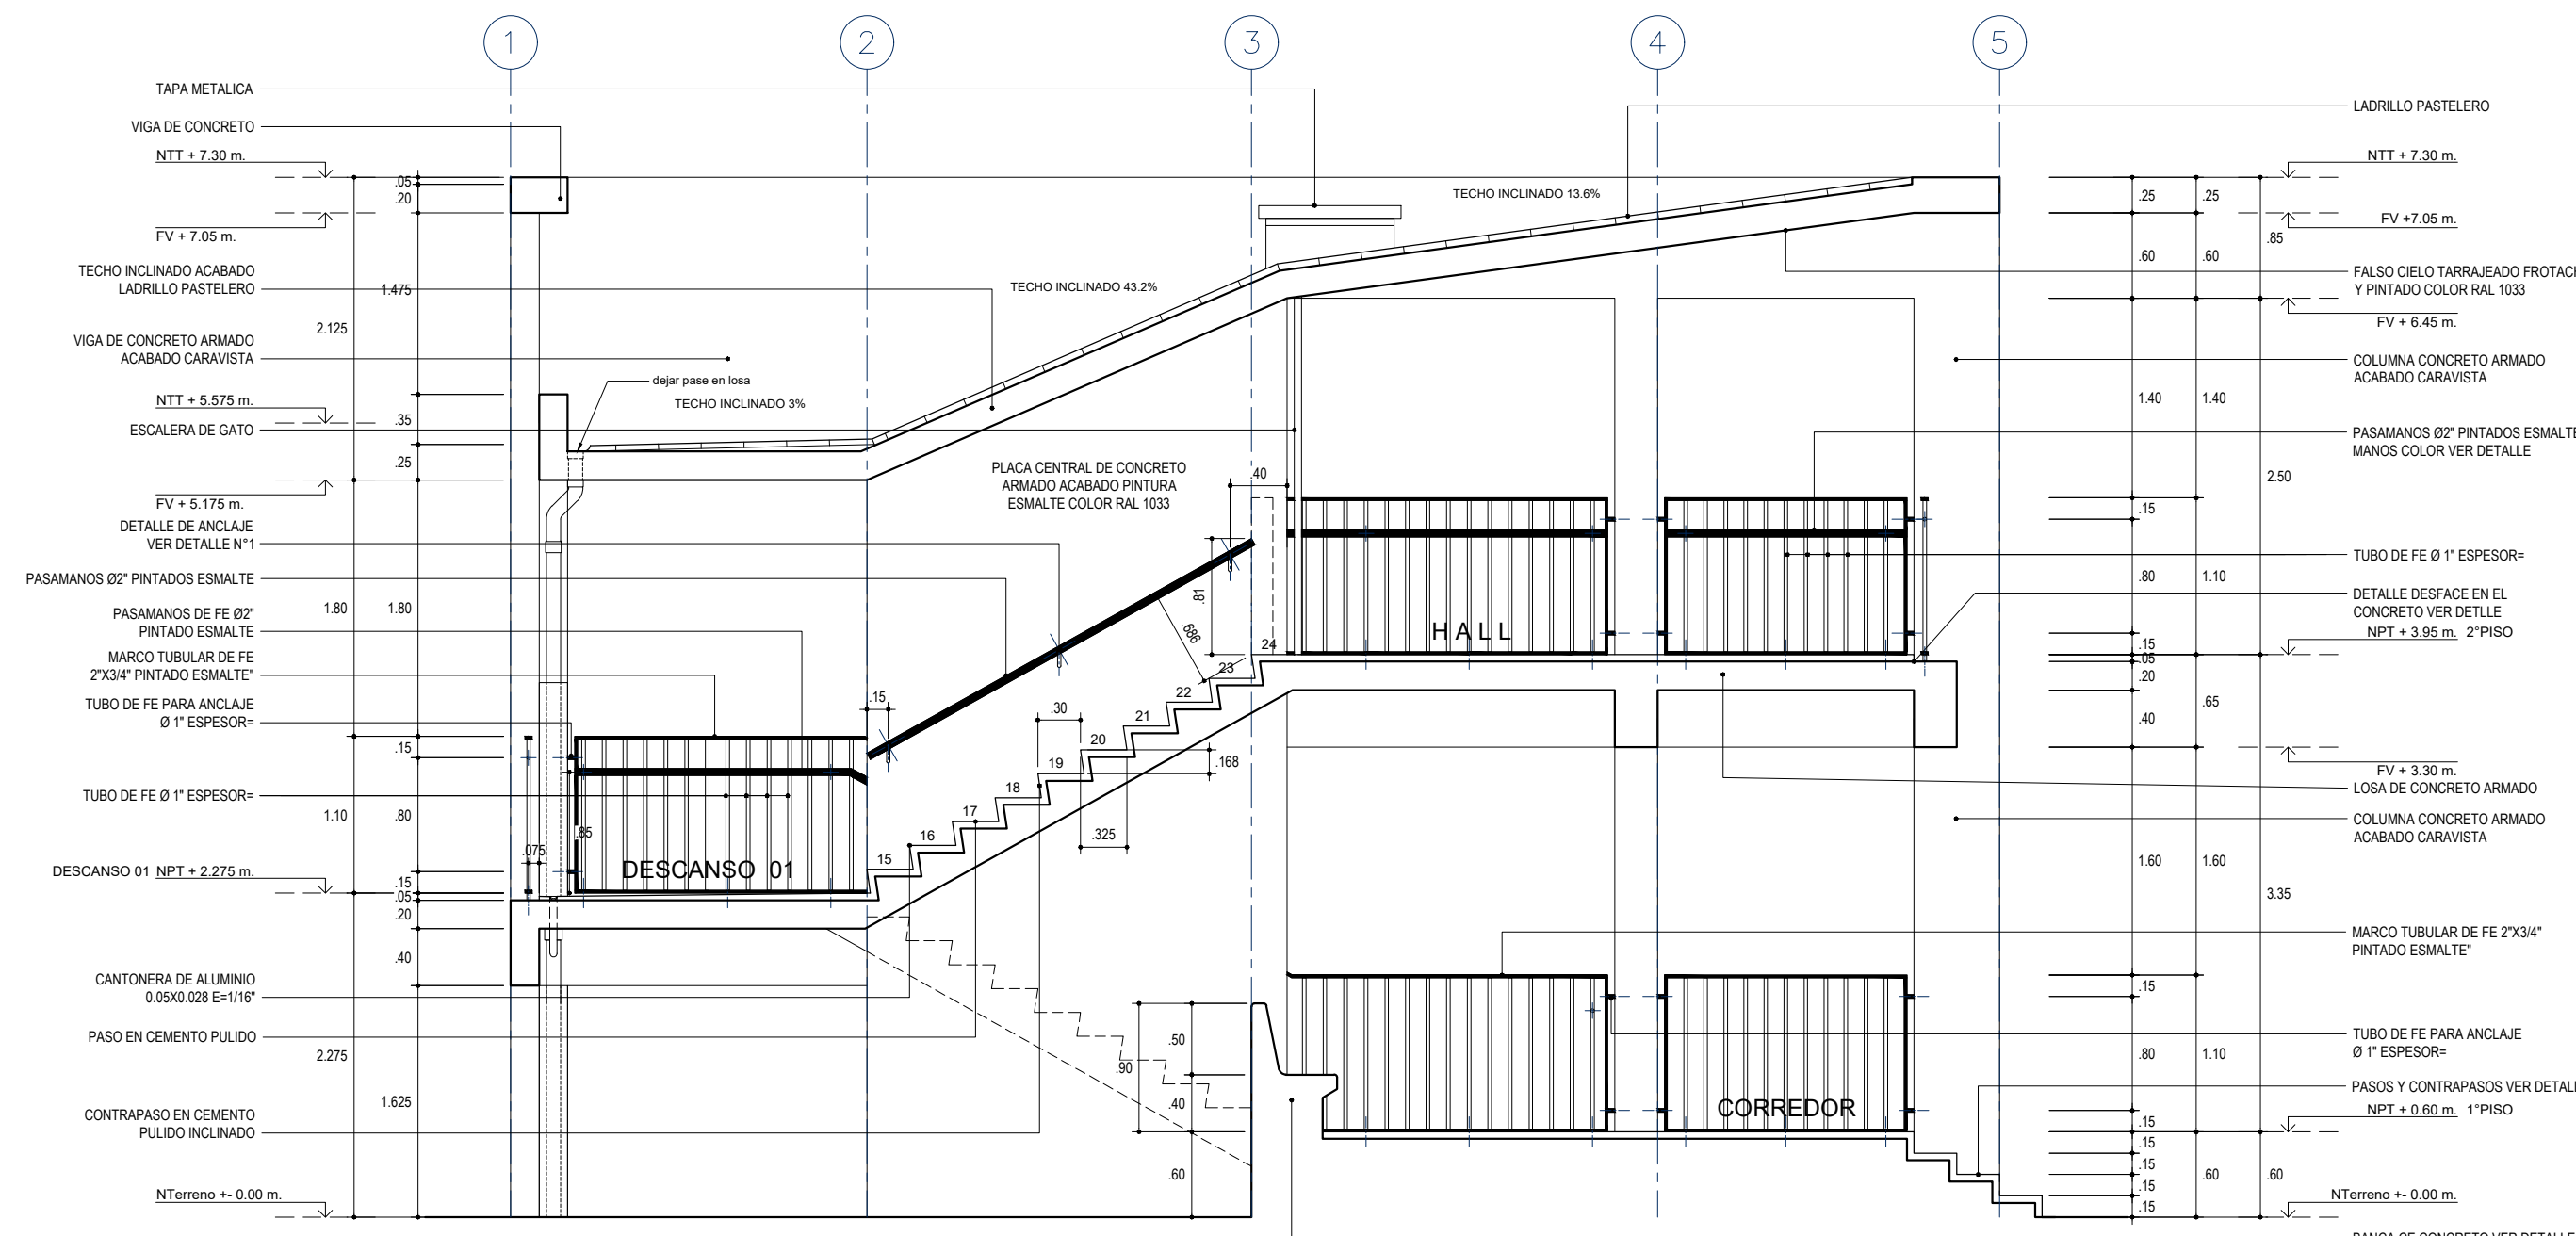 1
2
3
4
5
TAPA METALICA
VIGA DE CONCRETO
NTT + 7.30 m.
FV + 7.05 m.
TECHO INCLINADO ACABADO
LADRILLO PASTELERO
VIGA DE CONCRETO ARMADO
ACABADO CARAVISTA
NTT + 5.575 m.
ESCALERA DE GATO
FV + 5.175 m.
DETALLE DE ANCLAJE
VER DETALLE N°1
PASAMANOS Ø2" PINTADOS ESMALTE
PASAMANOS DE FE Ø2"
PINTADO ESMALTE
MARCO TUBULAR DE FE
2"X3/4" PINTADO ESMALTE"
TUBO DE FE PARA ANCLAJE
Ø 1" ESPESOR=
TUBO DE FE Ø 1" ESPESOR=
DESCANSO 01 NPT + 2.275 m.
CANTONERA DE ALUMINIO
0.05X0.028 E=1/16"
PASO EN CEMENTO PULIDO
CONTRAPASO EN CEMENTO
PULIDO INCLINADO
NTerreno +- 0.00 m.
2.125
1.80
1.10
2.275
.05
.20
1.475
.35
.25
1.80
.15
.80
.15
.05
.20
.40
1.625
dejar pase en losa
TECHO INCLINADO 3%
TECHO INCLINADO 43.2%
TECHO INCLINADO 13.6%
PLACA CENTRAL DE CONCRETO
ARMADO ACABADO PINTURA
ESMALTE COLOR RAL 1033
.40
.81
.686
.15
.30
.168
.325
.075
.85
DESCANSO 01
15
16
17
18
19
20
21
22
23
24
HALL
CORREDOR
.50
.90
.40
.60
LADRILLO PASTELERO
NTT + 7.30 m.
FV +7.05 m.
FALSO CIELO TARRAJEADO FROTACH
Y PINTADO COLOR RAL 1033
FV + 6.45 m.
COLUMNA CONCRETO ARMADO
ACABADO CARAVISTA
PASAMANOS Ø2" PINTADOS ESMALTE
MANOS COLOR VER DETALLE
TUBO DE FE Ø 1" ESPESOR=
DETALLE DESFACE EN EL
CONCRETO VER DETLLE
NPT + 3.95 m. 2°PISO
FV + 3.30 m.
LOSA DE CONCRETO ARMADO
COLUMNA CONCRETO ARMADO
ACABADO CARAVISTA
MARCO TUBULAR DE FE 2"X3/4"
PINTADO ESMALTE"
TUBO DE FE PARA ANCLAJE
Ø 1" ESPESOR=
PASOS Y CONTRAPASOS VER DETALL
NPT + 0.60 m. 1°PISO
NTerreno +- 0.00 m.
.25
.60
1.40
.15
.80
.15
.05
.20
.40
1.60
.15
.80
.15
.15
.15
.15
.15
.25
.60
1.40
1.10
.65
1.60
1.10
.60
.85
2.50
3.35
.60